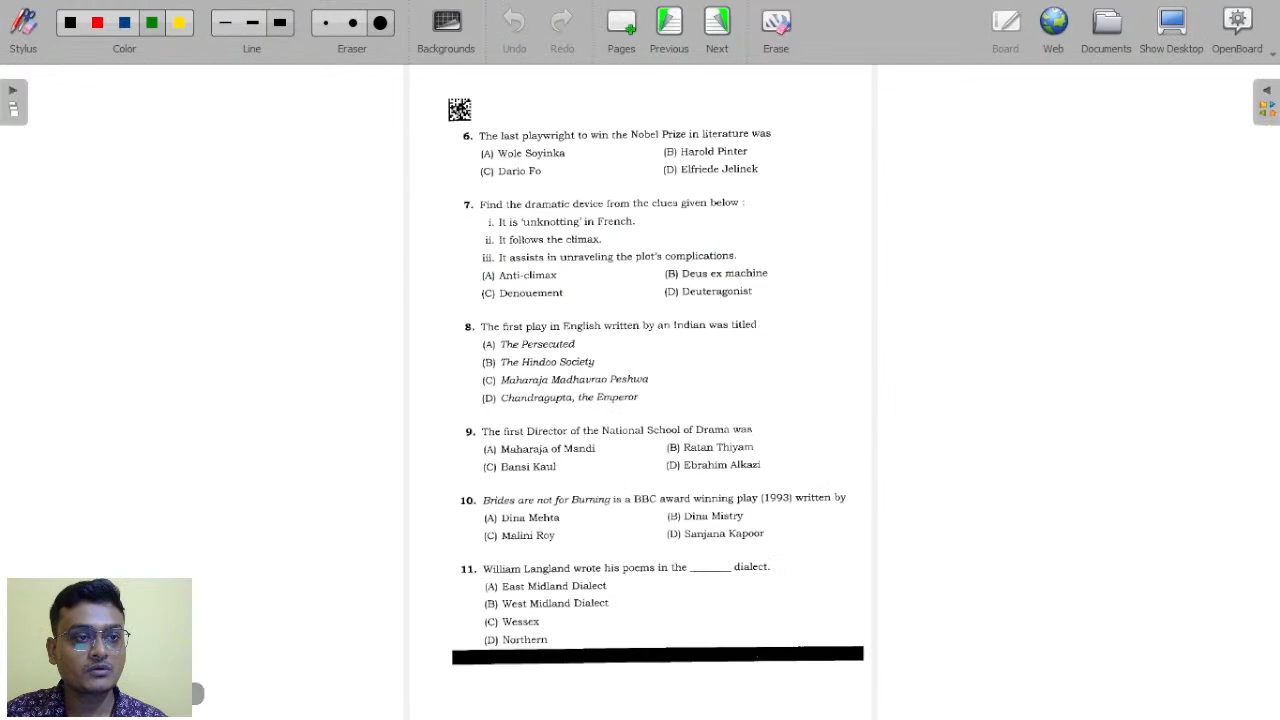 Stylus
Color
Line
Eraser
Backgrounds
Undo
Redo
Pages
Previous
Next
Erase
Board
Web
Documents
Show Desktop
OpenBoard
6. The last playwright to win the Nobel Prize in literature was
(A) Wole Soyinka (B) Harold Pinter
(C) Dario Fo (D) Elfriede Jelinek
7. Find the dramatic device from the clues given below :
i. It is ‘unknotting’ in French.
ii. It follows the climax.
iii. It assists in unraveling the plot's complications.
(A) Anti-climax (B) Deus ex machine
(C) Denouement (D) Deuteragonist
8. The first play in English written by an Indian was titled
(A) The Persecuted
(B) The Hindoo Society
(C) Maharaja Madhavrao Peshwa
(D) Chandragupta, the Emperor
9. The first Director of the National School of Drama was
(A) Maharaja of Mandi (B) Ratan Thiyam
(C) Bansi Kaul (D) Ebrahim Alkazi
10. Brides are not for Burning is a BBC award winning play (1993) written by
(A) Dina Mehta (B) Dina Mistry
(C) Malini Roy (D) Sanjana Kapoor
11. William Langland wrote his poems in the _______ dialect.
(A) East Midland Dialect
(B) West Midland Dialect
(C) Wessex
(D) Northern